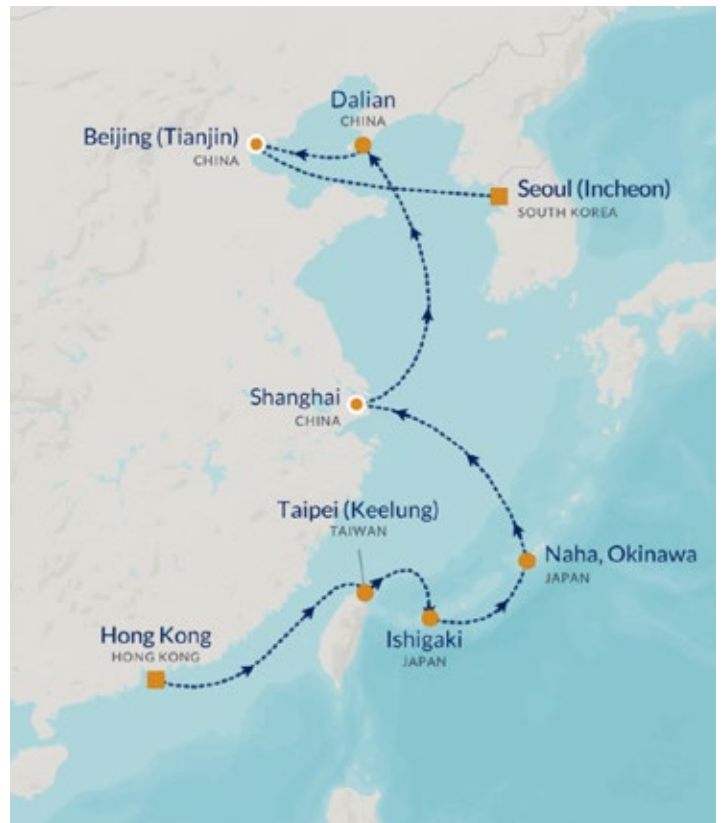 Dalian
CHINA
Beijing (Tianjin)
CHINA
Seoul (Incheon)
SOUTH KOREA
Shanghai
CHINA
Taipei (Keelung)
TAIWAN
Naha, Okinawa
JAPAN
Hong Kong
HONG KONG
Ishigaki
JAPAN